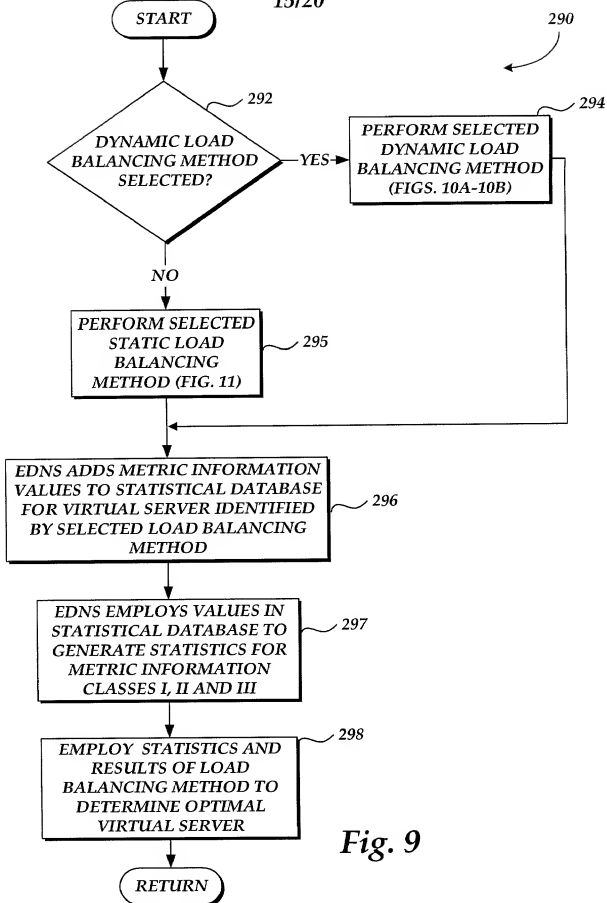 15/20
START
290
292
294
DYNAMIC LOAD
BALANCING METHOD
SELECTED?
YES
PERFORM SELECTED
DYNAMIC LOAD
BALANCING METHOD
(FIGS. 10A-10B)
NO
PERFORM SELECTED
STATIC LOAD
BALANCING
METHOD (FIG. 11)
295
EDNS ADDS METRIC INFORMATION
VALUES TO STATISTICAL DATABASE
FOR VIRTUAL SERVER IDENTIFIED
BY SELECTED LOAD BALANCING
METHOD
296
EDNS EMPLOYS VALUES IN
STATISTICAL DATABASE TO
GENERATE STATISTICS FOR
METRIC INFORMATION
CLASSES I, II AND III
297
EMPLOY STATISTICS AND
RESULTS OF LOAD
BALANCING METHOD TO
DETERMINE OPTIMAL
VIRTUAL SERVER
298
Fig. 9
RETURN